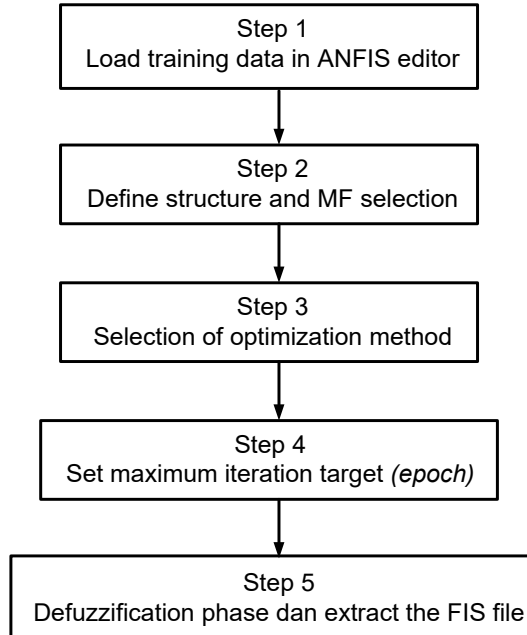 Step 1
Load training data in ANFIS editor
Step 2
Define structure and MF selection
Step 3
Selection of optimization method
Step 4
Set maximum iteration target (epoch)
Step 5
Defuzzification phase dan extract the FIS file